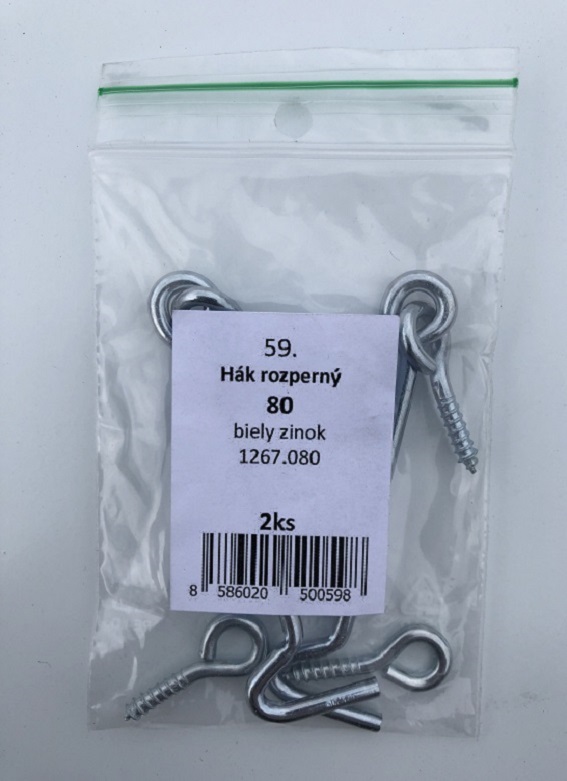 59.
Hák rozperný
80
biely zinok
1267.080
2ks
8 586020 500598